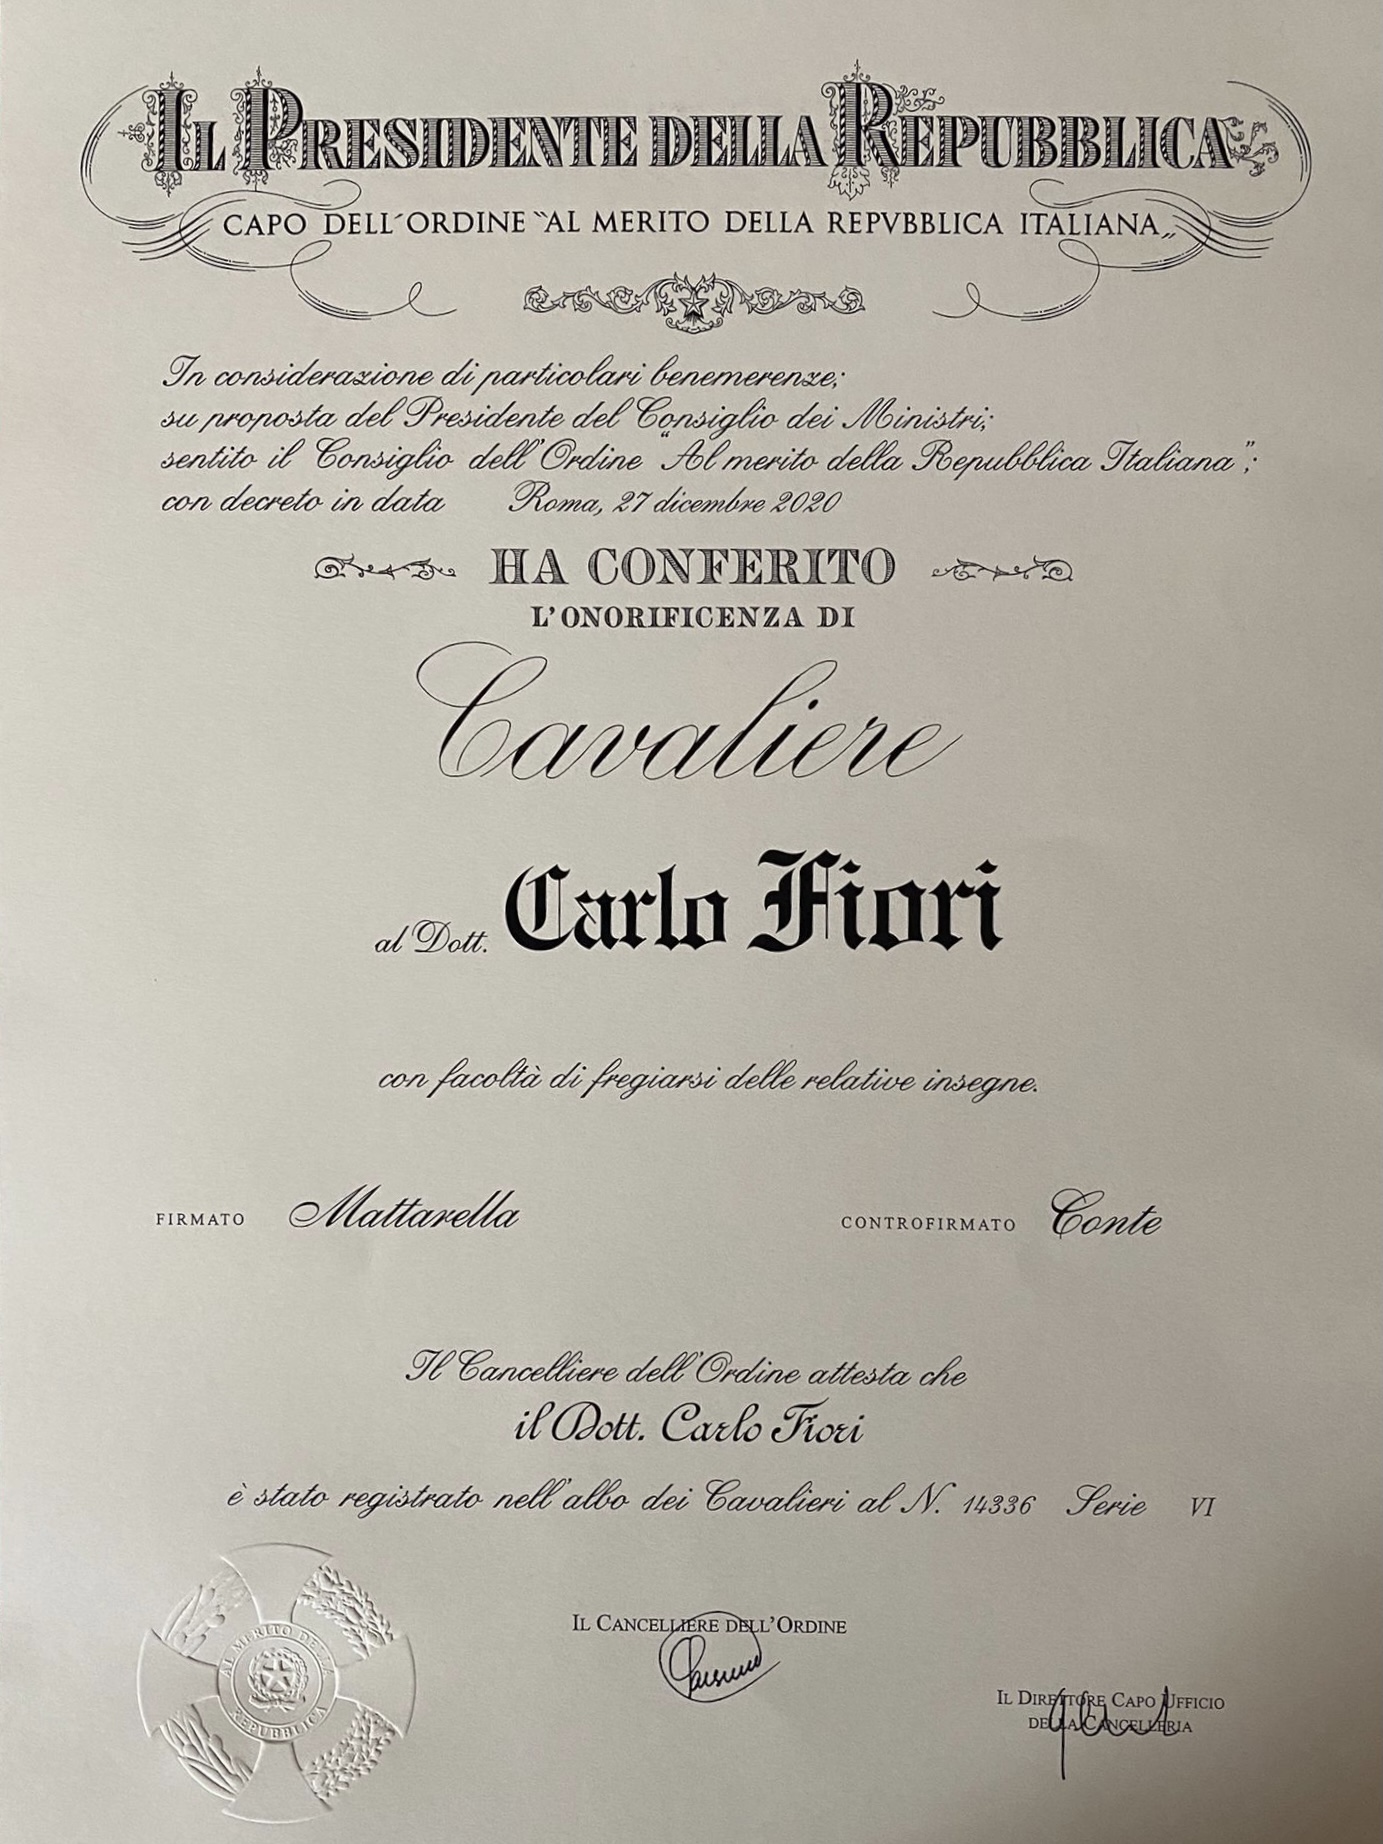 IL PRESIDENTE DELLA REPUBBLICA
CAPO DELL'ORDINE “AL MERITO DELLA REPVBBLICA ITALIANA„
In considerazione di particolari benemerenze;
su proposta del Presidente del Consiglio dei Ministri;
sentito il Consiglio dell'Ordine “Al merito della Repubblica Italiana”;
con decreto in data Roma, 27 dicembre 2020
HA CONFERITO
L'ONORIFICENZA DI
Cavaliere
al Dott. Carlo Fiori
con facoltà di fregiarsi delle relative insegne.
FIRMATO Mattarella CONTROFIRMATO Conte
Il Cancelliere dell'Ordine attesta che
il Dott. Carlo Fiori
è stato registrato nell'albo dei Cavalieri al N. 14336 Serie VI
AL MERITO DELLA
REPUBBLICA
IL CANCELLIERE DELL'ORDINE
IL DIRETTORE CAPO UFFICIO
DELLA CANCELLERIA